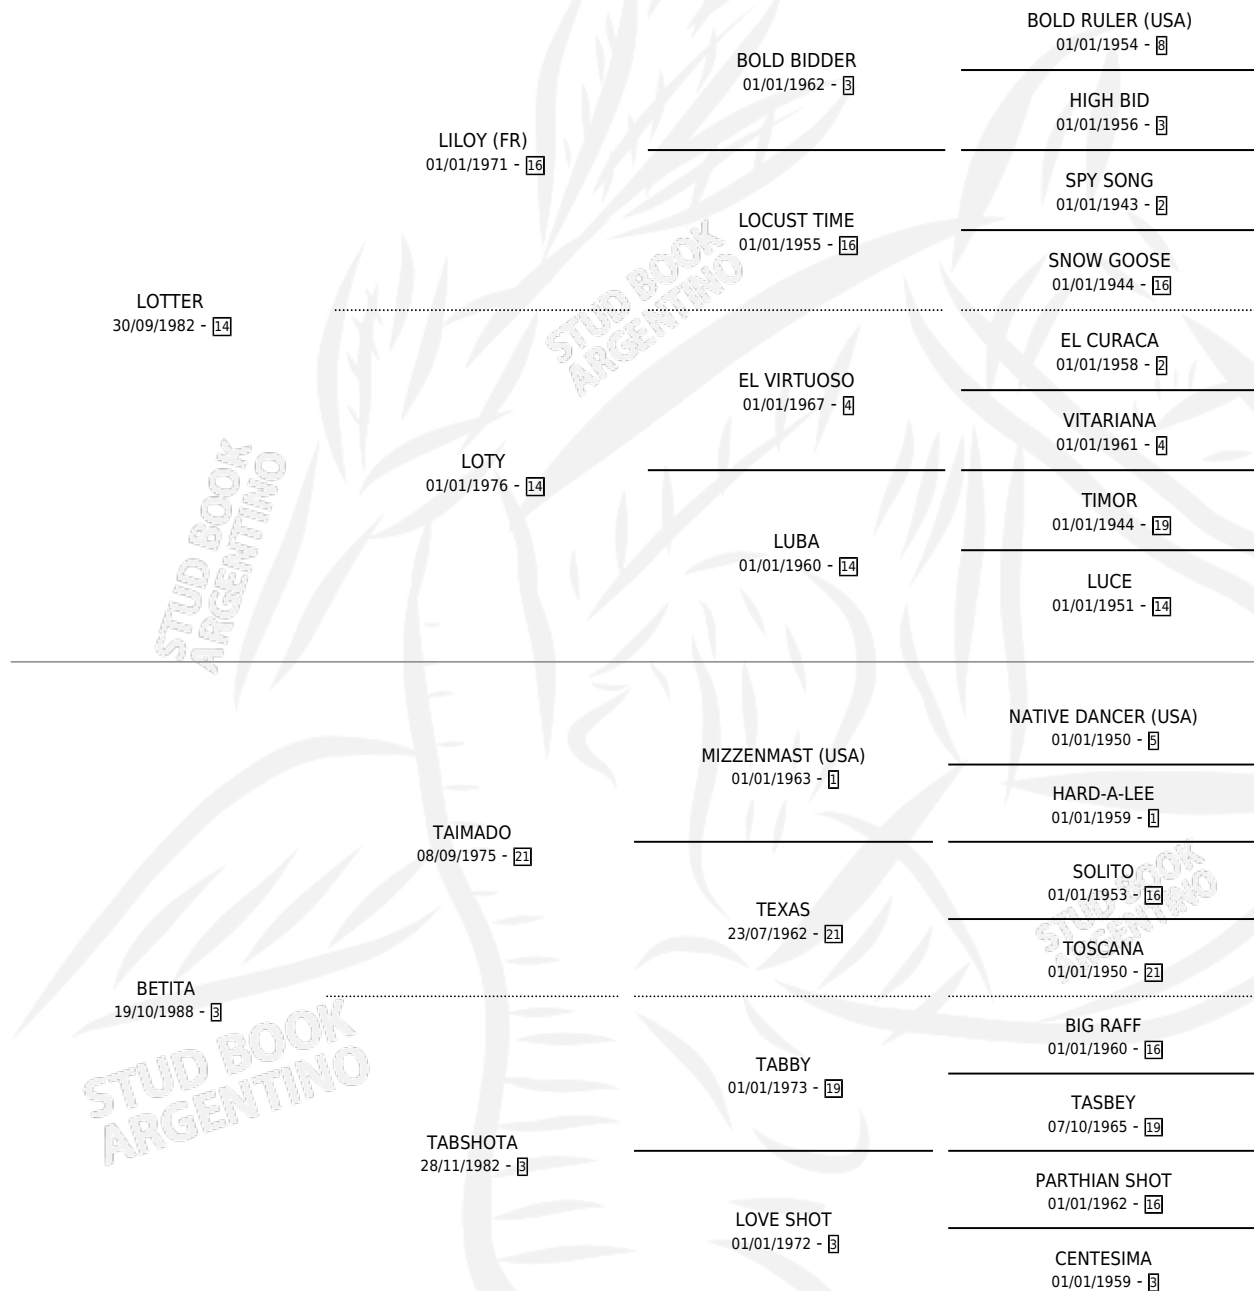 BOLD RULER (USA)
01/01/1954 - 8
BOLD BIDDER
01/01/1962 - 3
HIGH BID
01/01/1956 - 3
LILOY (FR)
01/01/1971 - 16
SPY SONG
01/01/1943 - 2
LOCUST TIME
01/01/1955 - 16
SNOW GOOSE
01/01/1944 - 16
LOTTER
30/09/1982 - 14
EL CURACA
01/01/1958 - 2
EL VIRTUOSO
01/01/1967 - 4
VITARIANA
01/01/1961 - 4
LOTY
01/01/1976 - 14
TIMOR
01/01/1944 - 19
LUBA
01/01/1960 - 14
LUCE
01/01/1951 - 14
STUD BOOK
ARGENTINO
STUD BOOK
ARGENTINO
NATIVE DANCER (USA)
01/01/1950 - 5
MIZZENMAST (USA)
01/01/1963 - 1
HARD-A-LEE
01/01/1959 - 1
TAIMADO
08/09/1975 - 21
SOLITO
01/01/1953 - 16
TEXAS
23/07/1962 - 21
TOSCANA
01/01/1950 - 21
STUD BOOK
ARGENTINO
BETITA
19/10/1988 - 3
BIG RAFF
01/01/1960 - 16
TABBY
01/01/1973 - 19
TASBEY
07/10/1965 - 19
STUD BOOK
ARGENTINO
TABSHOTA
28/11/1982 - 3
PARTHIAN SHOT
01/01/1962 - 16
LOVE SHOT
01/01/1972 - 3
CENTESIMA
01/01/1959 - 3